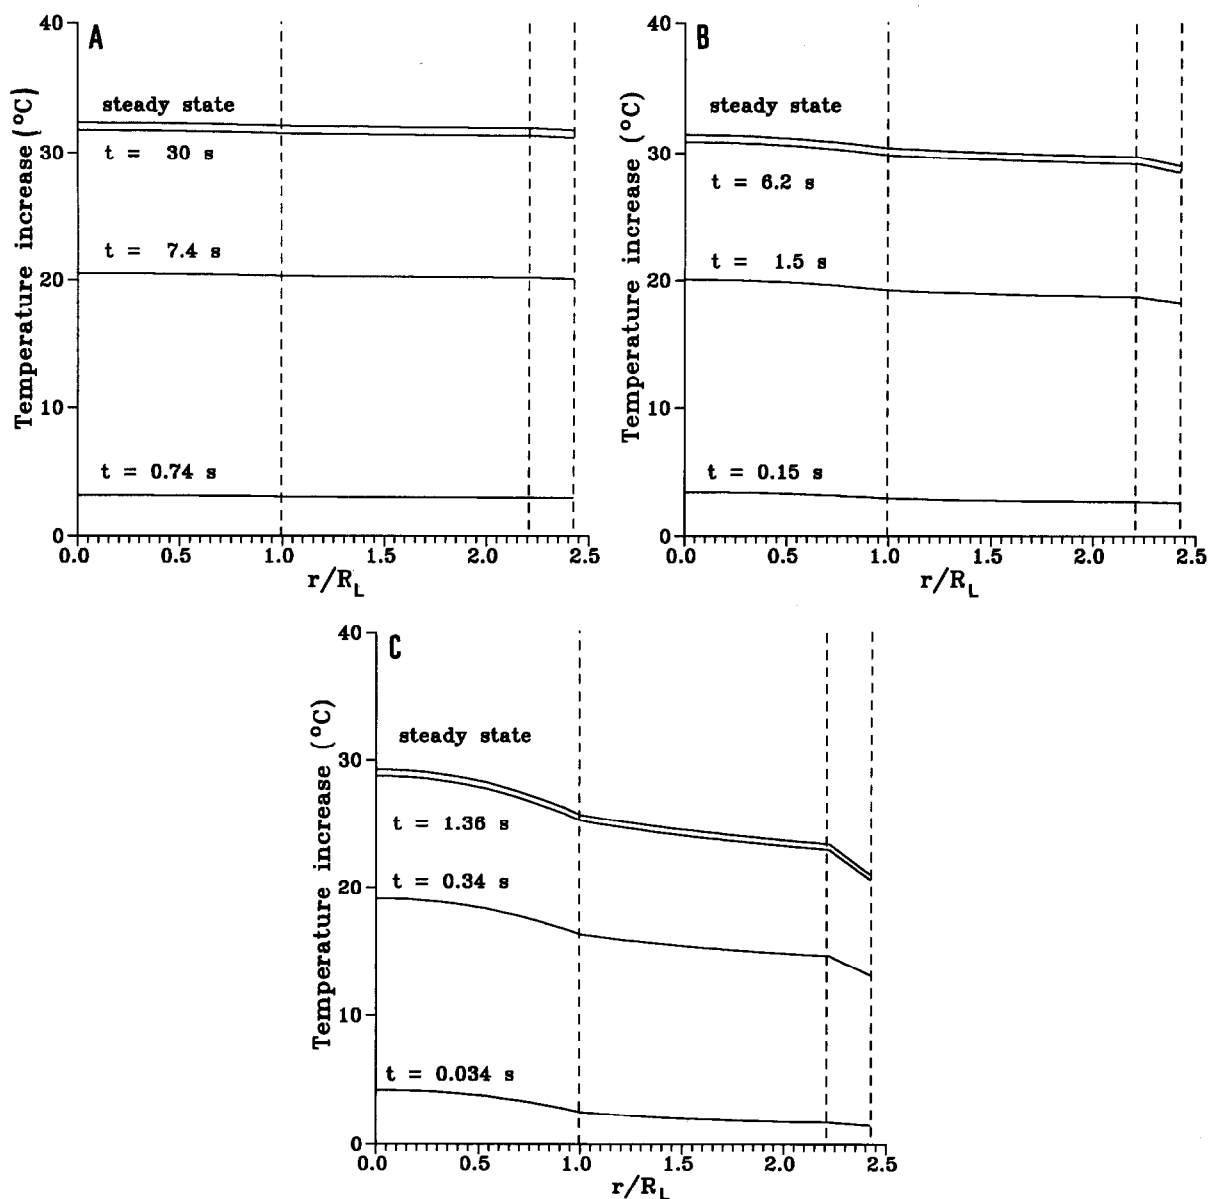 A
Temperature increase (°C)
40
30
20
10
0
steady state
t = 30 s
t = 7.4 s
t = 0.74 s
0.0 0.5 1.0 1.5 2.0 2.5
r/R_L
B
Temperature increase (°C)
40
30
20
10
0
steady state
t = 6.2 s
t = 1.5 s
t = 0.15 s
0.0 0.5 1.0 1.5 2.0 2.5
r/R_L
C
Temperature increase (°C)
40
30
20
10
0
steady state
t = 1.36 s
t = 0.34 s
t = 0.034 s
0.0 0.5 1.0 1.5 2.0 2.5
r/R_L